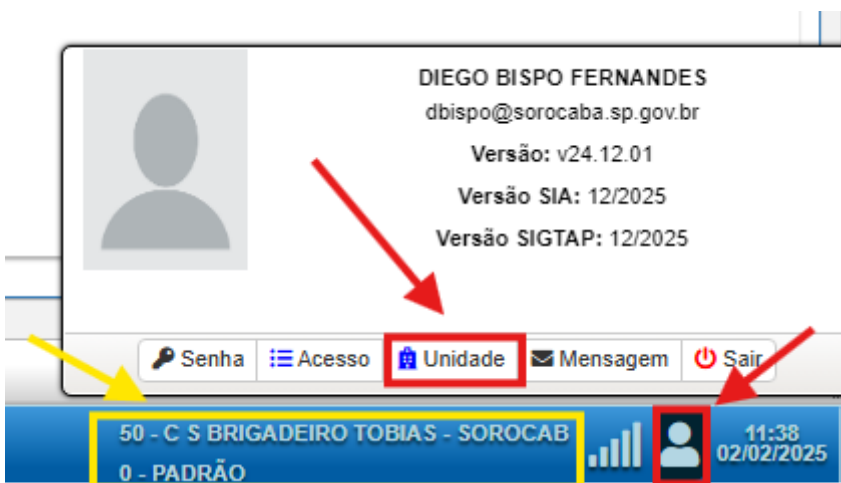 DIEGO BISPO FERNANDES
dbispo@sorocaba.sp.gov.br
Versão: v24.12.01
Versão SIA: 12/2025
Versão SIGTAP: 12/2025
Senha Acesso Unidade Mensagem Sair
50 - C S BRIGADEIRO TOBIAS - SOROCAB
0 - PADRÃO
11:38
02/02/2025